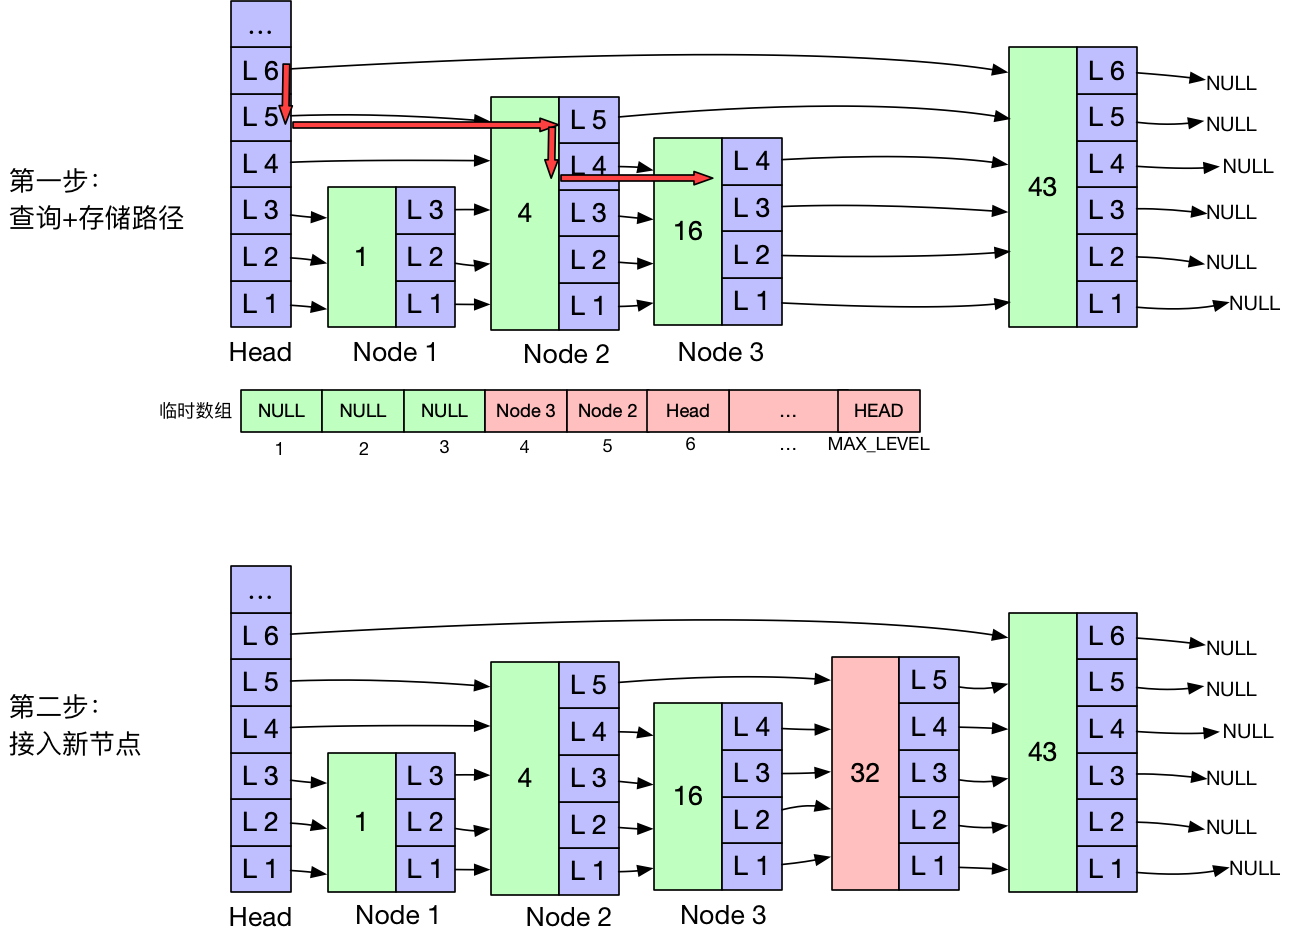 …
L 6
L 6
NULL
L 5
L 5
L 5
NULL
第一步：
查询+存储路径
L 4
L 4
L 4
43
L 4
NULL
L 3
1
L 3
4
L 3
16
L 3
L 3
NULL
L 2
L 2
L 2
L 2
L 2
NULL
L 1
L 1
L 1
L 1
L 1
NULL
Head
Node 1
Node 2
Node 3
临时数组
NULL
NULL
NULL
Node 3
Node 2
Head
…
HEAD
1
2
3
4
5
6
…
MAX_LEVEL
…
L 6
L 6
NULL
L 5
L 5
L 5
L 5
NULL
第二步：
接入新节点
L 4
L 4
L 4
L 4
43
L 4
NULL
L 3
1
L 3
4
L 3
16
L 3
32
L 3
L 3
NULL
L 2
L 2
L 2
L 2
L 2
L 2
NULL
L 1
L 1
L 1
L 1
L 1
L 1
NULL
Head
Node 1
Node 2
Node 3